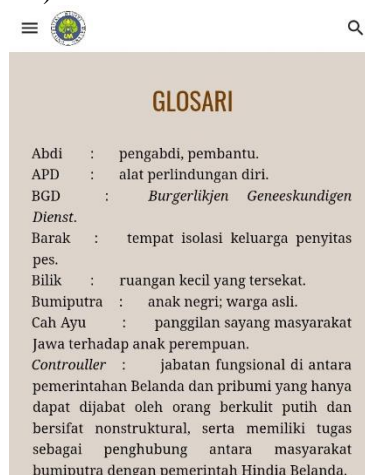 GLOSARI
Abdi : pengabdi, pembantu.
APD : alat perlindungan diri.
BGD : Burgerlikjen Geneeskundigen
Dienst.
Barak : tempat isolasi keluarga penyitas
pes.
Bilik : ruangan kecil yang tersekat.
Bumiputra : anak negri; warga asli.
Cah Ayu : panggilan sayang masyarakat
Jawa terhadap anak perempuan.
Controuller : jabatan fungsional di antara
pemerintahan Belanda dan pribumi yang hanya
dapat dijabat oleh orang berkulit putih dan
bersifat nonstruktural, serta memiliki tugas
sebagai penghubung antara masyarakat
bumiputra dengan pemerintah Hindia Belanda.